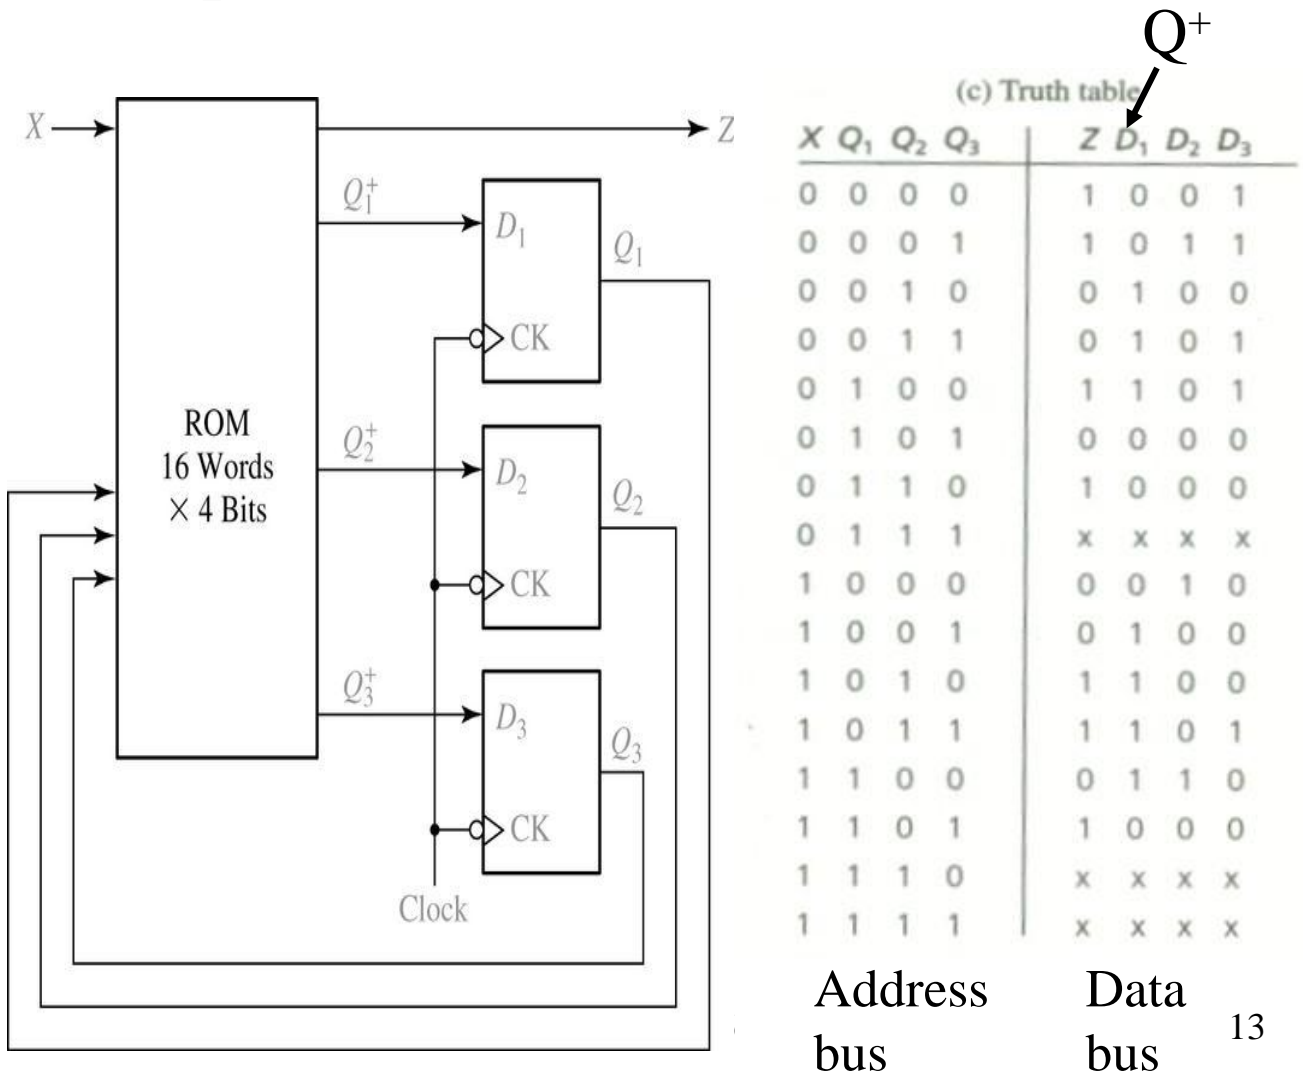 Q⁺
(c) Truth table
X
Z
Q₁⁺
D₁
Q₁
CK
ROM
16 Words
× 4 Bits
Q₂⁺
D₂
Q₂
CK
Q₃⁺
D₃
Q₃
CK
Clock
X Q₁ Q₂ Q₃ Z D₁ D₂ D₃
0 0 0 0 1 0 0 1
0 0 0 1 1 0 1 1
0 0 1 0 0 1 0 0
0 0 1 1 0 1 0 1
0 1 0 0 1 1 0 1
0 1 0 1 0 0 0 0
0 1 1 0 1 0 0 0
0 1 1 1 x x x x
1 0 0 0 0 0 1 0
1 0 0 1 0 1 0 0
1 0 1 0 1 1 0 0
1 0 1 1 1 1 0 1
1 1 0 0 0 1 1 0
1 1 0 1 1 0 0 0
1 1 1 0 x x x x
1 1 1 1 x x x x
Address
bus
Data
bus
13